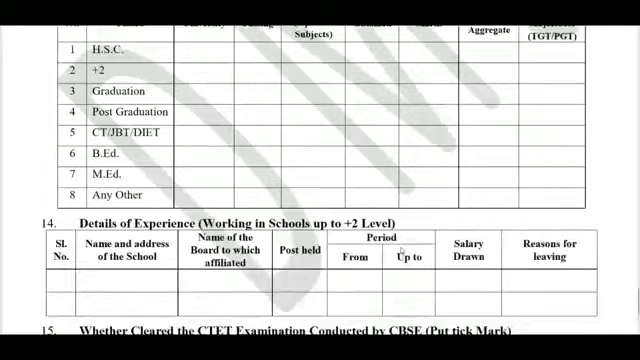 Subjects)
Aggregate
(TGT/PGT)
1 H.S.C.
2 +2
3 Graduation
4 Post Graduation
5 CT/JBT/DIET
6 B.Ed.
7 M.Ed.
8 Any Other
14. Details of Experience (Working in Schools up to +2 Level)
Sl. No. Name and address of the School Name of the Board to which affiliated Post held Period From Up to Salary Drawn Reasons for leaving
15. Whether Cleared the CTET Examination Conducted by CBSE (Put tick Mark)